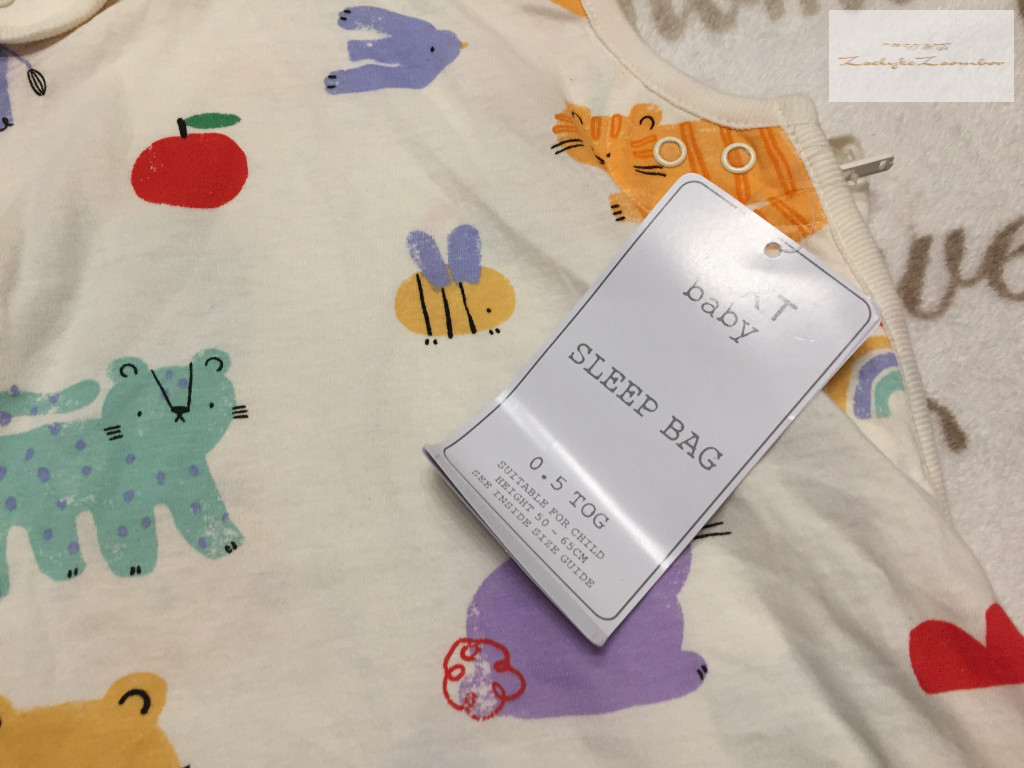 baby
SLEEP BAG
0.5 TOG
SUITABLE FOR CHILD
HEIGHT 50 - 65CM
SEE INSIDE SIZE GUIDE